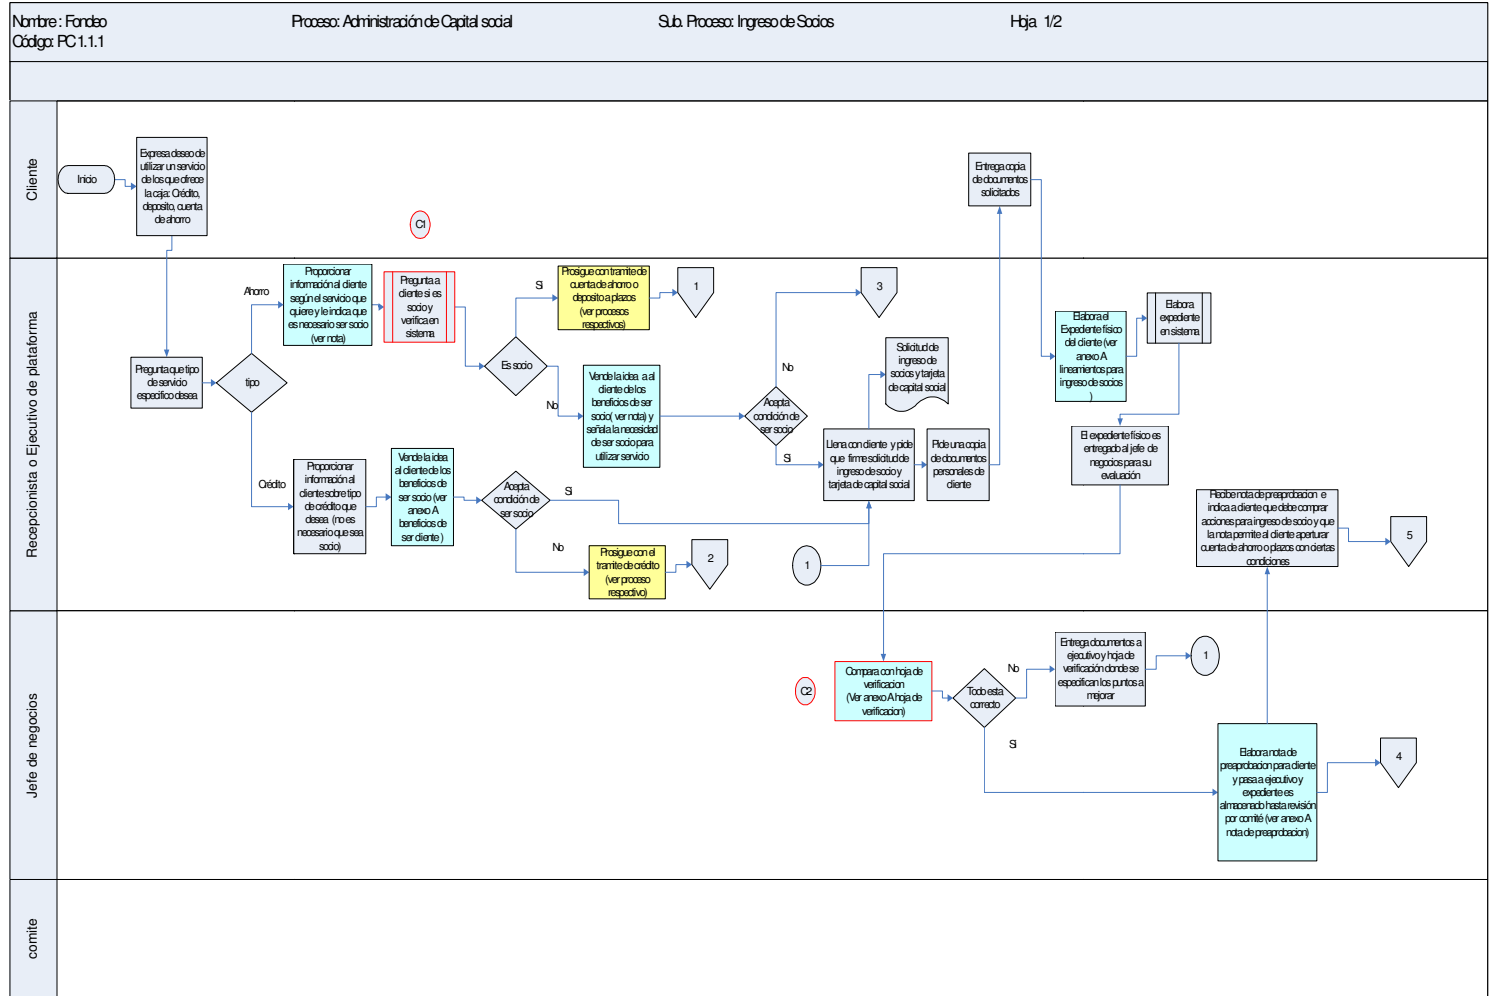 Nombre : Fondeo
Proceso: Administración de Capital social
Sub. Proceso: Ingreso de Socios
Hoja 1/2
Código: PC 1.1.1
Cliente
Inicio
Expresa deseo de
utilizar un servicio
de los que ofrece
la caja: Crédito,
deposito, cuenta
de ahorro
C1
Entrega copia
de documentos
solicitados
Recepcionista o Ejecutivo de plataforma
Pregunta que tipo
de servicio
especifico desea
tipo
Ahorro
Proporcionar
información al cliente
según el servicio que
quiere y le indica que
es necesario ser socio
(ver nota)
Pregunta a
cliente si es
socio y
verifica en
sistema
Es socio
Si
Prosigue con tramite de
cuenta de ahorro o
deposito a plazos
(ver procesos
respectivos)
1
No
Vende la idea a al
cliente de los
beneficios de ser
socio( ver nota) y
señala la necesidad
de ser socio para
utilizar servicio
Acepta
condición de
ser socio
No
3
Si
Solicitud de
ingreso de
socios y tarjeta
de capital social
Llena con cliente y pide
que firme solicitud de
ingreso de socio y
tarjeta de capital social
Pide una copia
de documentos
personales de
cliente
Crédito
Proporcionar
información al
cliente sobre tipo
de crédito que
desea (no es
necesario que sea
socio)
Vende la idea
al cliente de los
beneficios de
ser socio (ver
anexo A
beneficios de
ser cliente )
Acepta
condición de
ser socio
Si
No
Prosigue con el
tramite de crédito
(ver proceso
respectivo)
2
1
Elabora el
Expediente físico
del cliente (ver
anexo A
lineamientos para
ingreso de socios
)
Elabora
expediente
en sistema
El expediente físico es
entregado al jefe de
negocios para su
evaluación
Recibe nota de preaprobacion e
indica a cliente que debe comprar
acciones para ingreso de socio y que
la nota permite al cliente aperturar
cuenta de ahorro o plazos con ciertas
condiciones
5
Jefe de negocios
C2
Compara con hoja de
verificacion
(Ver anexo A hoja de
verificacion)
Todo esta
correcto
No
Entrega documentos a
ejecutivo y hoja de
verificación donde se
especifican los puntos a
mejorar
1
Si
Elabora nota de
preaprobacion para cliente
y pasa a ejecutivo y
expediente es
almacenado hasta revisión
por comité (ver anexo A
nota de preaprobacion)
4
comite